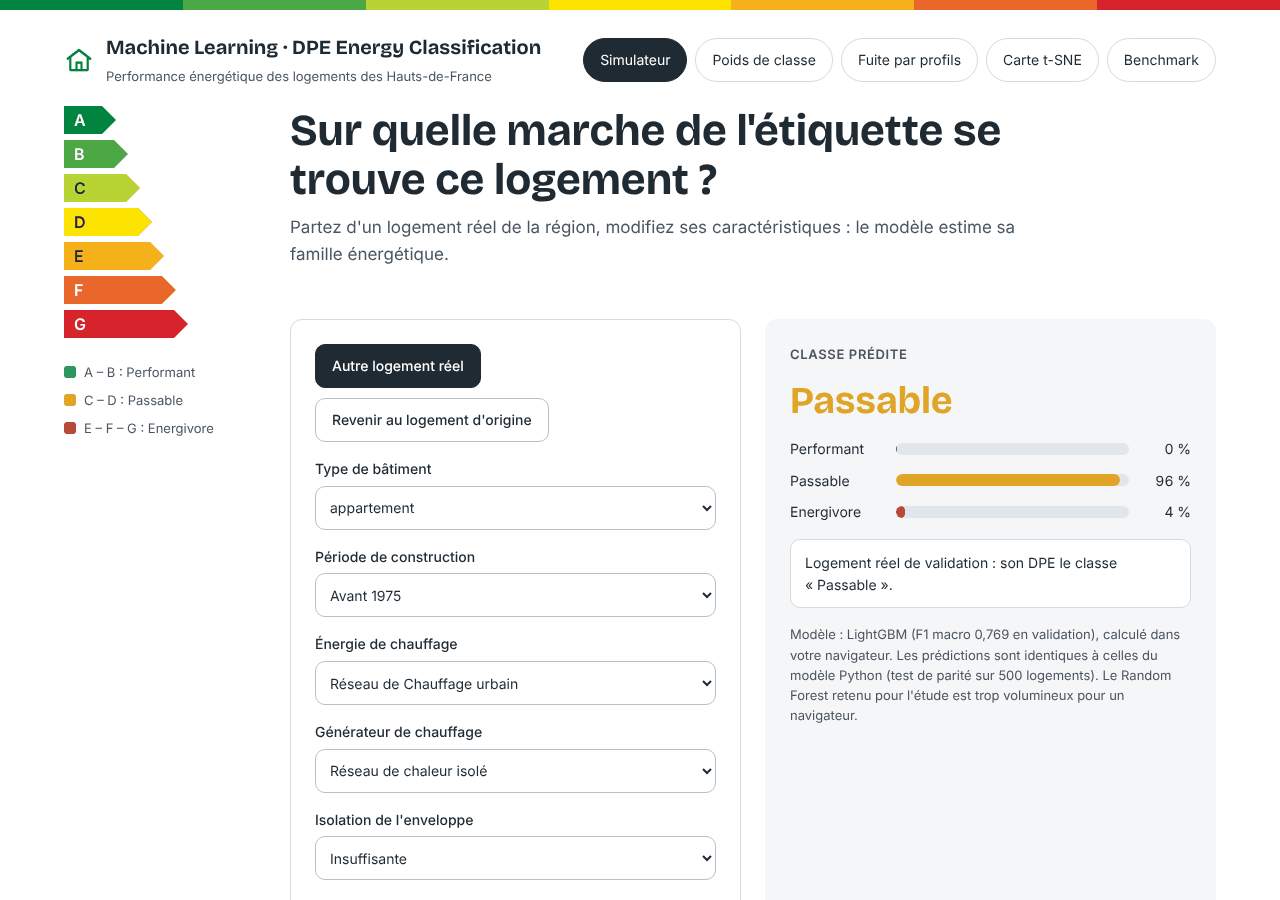 Machine Learning · DPE Energy Classification
Performance énergétique des logements des Hauts-de-France
Simulateur
Poids de classe
Fuite par profils
Carte t-SNE
Benchmark
A
B
C
D
E
F
G
A – B : Performant
C – D : Passable
E – F – G : Energivore
Sur quelle marche de l'étiquette se
trouve ce logement ?
Partez d'un logement réel de la région, modifiez ses caractéristiques : le modèle estime sa
famille énergétique.
Autre logement réel
Revenir au logement d'origine
Type de bâtiment
appartement
Période de construction
Avant 1975
Énergie de chauffage
Réseau de Chauffage urbain
Générateur de chauffage
Réseau de chaleur isolé
Isolation de l'enveloppe
Insuffisante
CLASSE PRÉDITE
Passable
Performant 0 %
Passable 96 %
Energivore 4 %
Logement réel de validation : son DPE le classe
« Passable ».
Modèle : LightGBM (F1 macro 0,769 en validation), calculé dans
votre navigateur. Les prédictions sont identiques à celles du
modèle Python (test de parité sur 500 logements). Le Random
Forest retenu pour l'étude est trop volumineux pour un
navigateur.